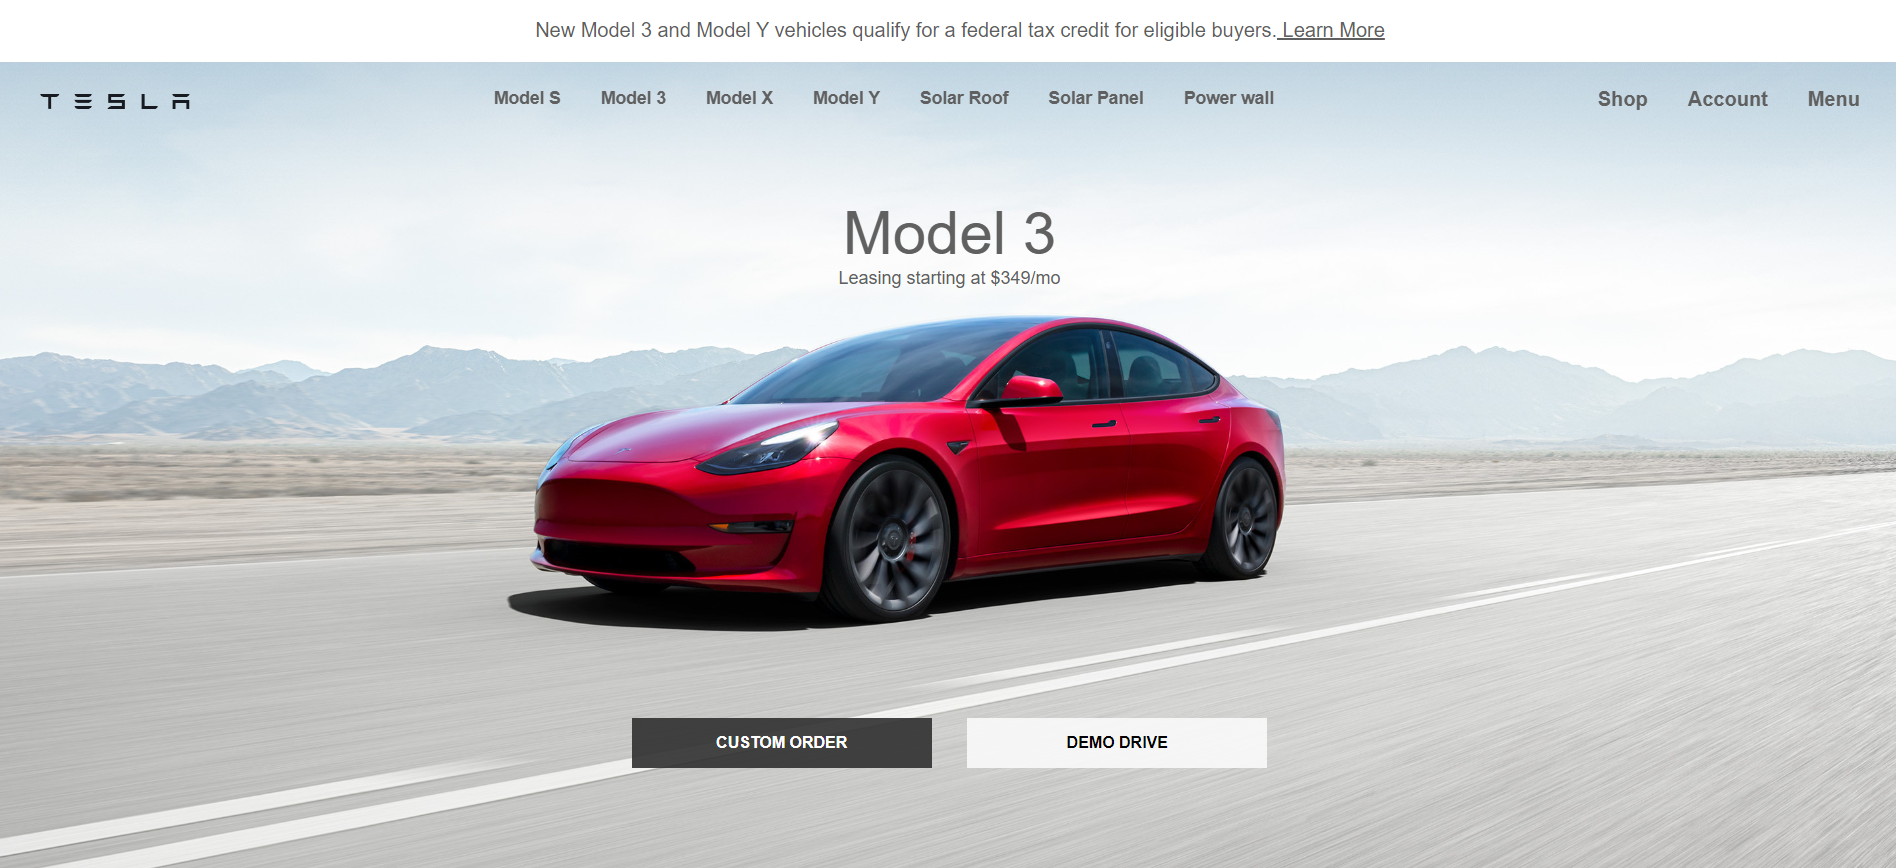 New Model 3 and Model Y vehicles qualify for a federal tax credit for eligible buyers. Learn More
TESLA
Model S Model 3 Model X Model Y Solar Roof Solar Panel Power wall
Shop Account Menu
Model 3
Leasing starting at $349/mo
CUSTOM ORDER
DEMO DRIVE